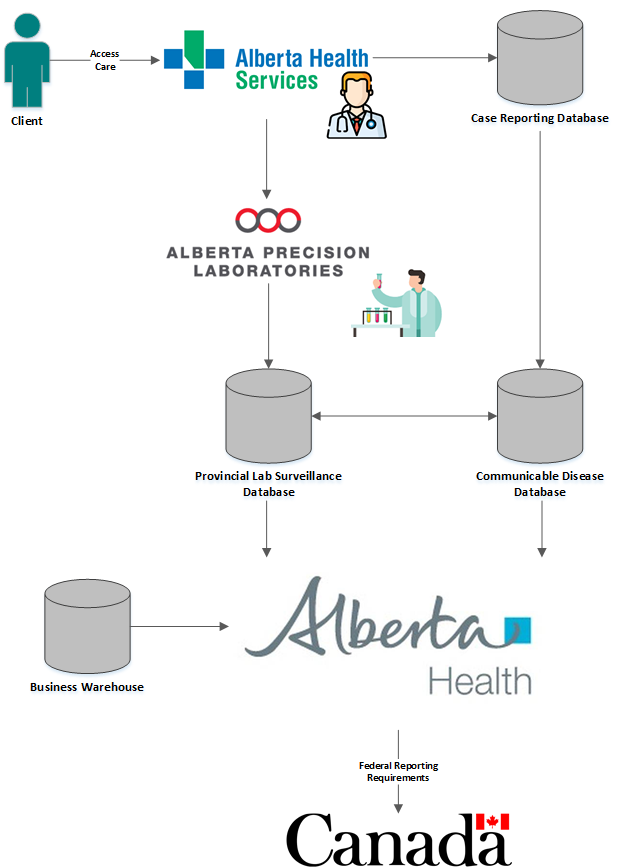 Access
Care
Client
Alberta Health
Services
Case Reporting Database
ALBERTA PRECISION
LABORATORIES
Provincial Lab Surveillance
Database
Communicable Disease
Database
Business Warehouse
Alberta
Health
Federal Reporting
Requirements
Canada